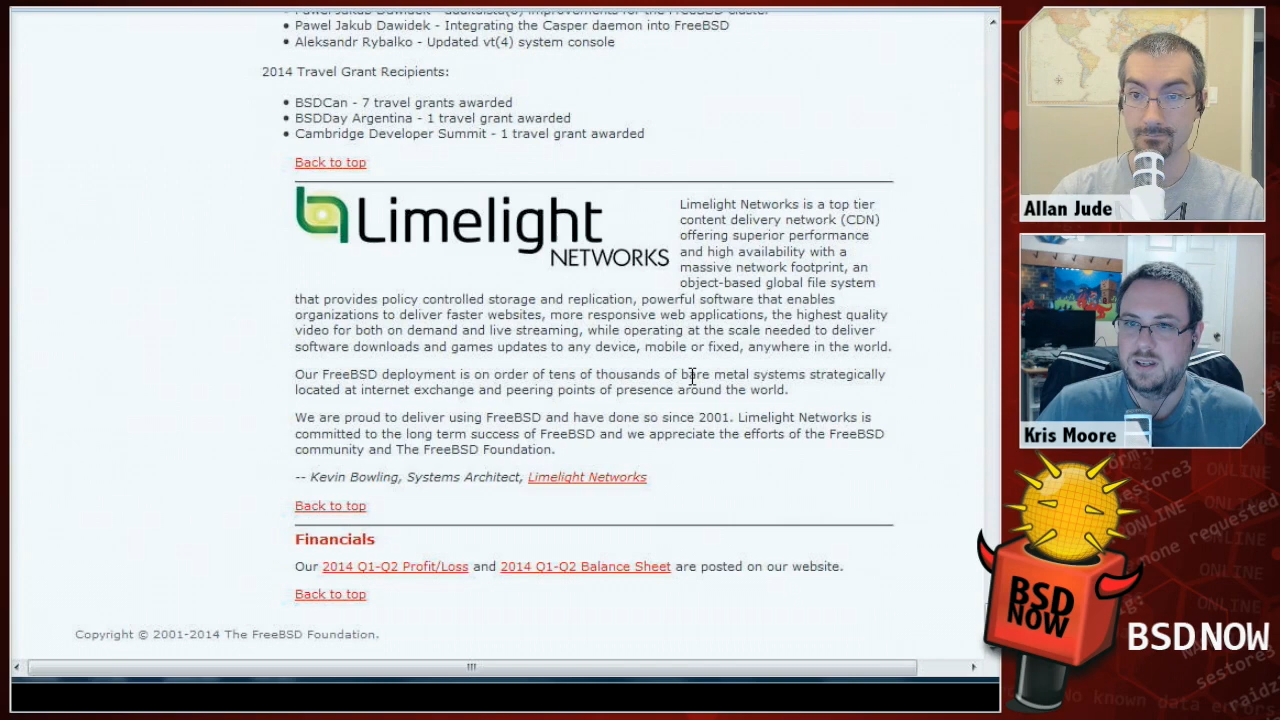 Pawel Jakub Dawidek - auditdistd(8) improvements for the FreeBSD cluster
• Pawel Jakub Dawidek - Integrating the Casper daemon into FreeBSD
• Aleksandr Rybalko - Updated vt(4) system console
2014 Travel Grant Recipients:
• BSDCan - 7 travel grants awarded
• BSDDay Argentina - 1 travel grant awarded
• Cambridge Developer Summit - 1 travel grant awarded
Back to top
Limelight
NETWORKS
Limelight Networks is a top tier
content delivery network (CDN)
offering superior performance
and high availability with a
massive network footprint, an
object-based global file system
that provides policy controlled storage and replication, powerful software that enables
organizations to deliver faster websites, more responsive web applications, the highest quality
video for both on demand and live streaming, while operating at the scale needed to deliver
software downloads and games updates to any device, mobile or fixed, anywhere in the world.
Our FreeBSD deployment is on order of tens of thousands of bare metal systems strategically
located at internet exchange and peering points of presence around the world.
We are proud to deliver using FreeBSD and have done so since 2001. Limelight Networks is
committed to the long term success of FreeBSD and we appreciate the efforts of the FreeBSD
community and The FreeBSD Foundation.
-- Kevin Bowling, Systems Architect, Limelight Networks
Back to top
Financials
Our 2014 Q1-Q2 Profit/Loss and 2014 Q1-Q2 Balance Sheet are posted on our website.
Back to top
Copyright © 2001-2014 The FreeBSD Foundation.
Allan Jude
Kris Moore
BSD
NOW
BSD NOW